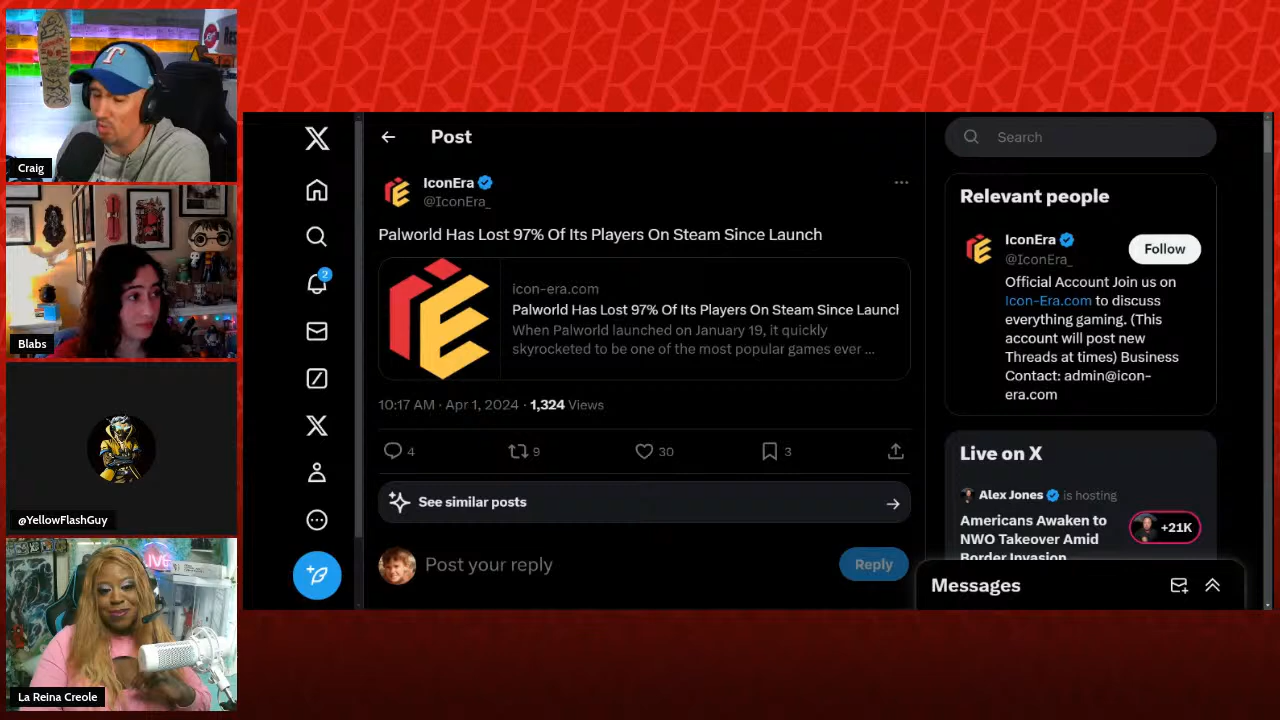 Craig
Blabs
@YellowFlashGuy
LIVE
La Reina Creole
Post
IconEra
@IconEra_
Palworld Has Lost 97% Of Its Players On Steam Since Launch
icon-era.com
Palworld Has Lost 97% Of Its Players On Steam Since Launch
When Palworld launched on January 19, it quickly
skyrocketed to be one of the most popular games ever ...
10:17 AM · Apr 1, 2024 · 1,324 Views
4
9
30
3
See similar posts
Post your reply
Reply
2
Search
Relevant people
IconEra
@IconEra_
Follow
Official Account Join us on
Icon-Era.com to discuss
everything gaming. (This
account will post new
Threads at times) Business
Contact: admin@icon-
era.com
Live on X
Alex Jones is hosting
Americans Awaken to
NWO Takeover Amid
Border Invasion
+21K
Messages